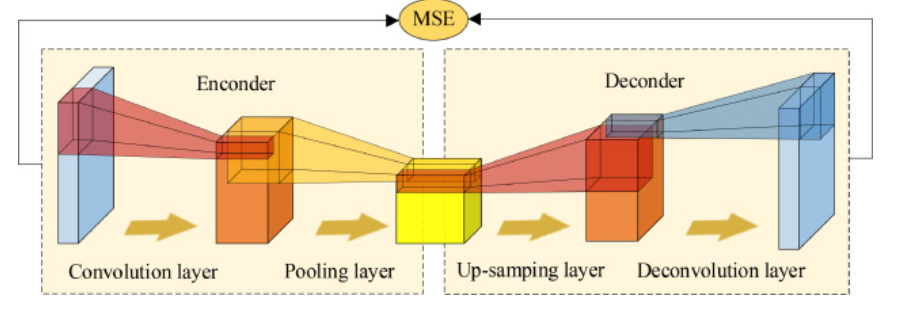 MSE
Enconder
Deconder
Convolution layer
Pooling layer
Up-samping layer
Deconvolution layer